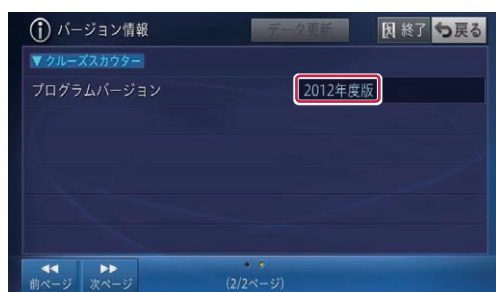 バージョン情報
データ更新
終了
戻る
▼クルーズスカウター
プログラムバージョン 2012年度版
前ページ 次ページ (2/2ページ)